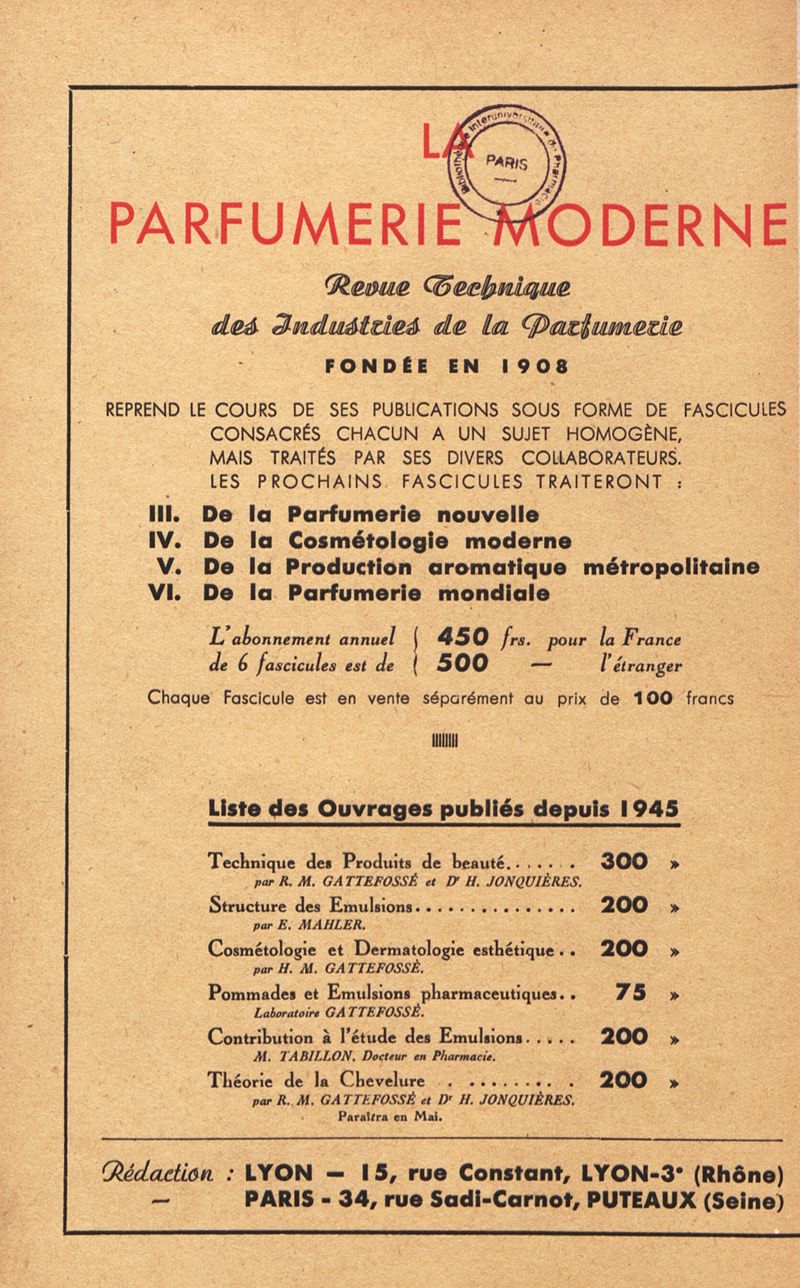 LA
Bibliothèque Interuniversitaire de Pharmacie
PARIS
PARFUMERIE MODERNE
Revue Technique
des Industries de la Parfumerie
FONDÉE EN 1908
REPREND LE COURS DE SES PUBLICATIONS SOUS FORME DE FASCICULES
CONSACRÉS CHACUN A UN SUJET HOMOGÈNE,
MAIS TRAITÉS PAR SES DIVERS COLLABORATEURS.
LES PROCHAINS FASCICULES TRAITERONT :
III. De la Parfumerie nouvelle
IV. De la Cosmétologie moderne
V. De la Production aromatique métropolitaine
VI. De la Parfumerie mondiale
L'abonnement annuel { 450 frs. pour la France
de 6 fascicules est de { 500 — l'étranger
Chaque Fascicule est en vente séparément au prix de 100 francs
Liste des Ouvrages publiés depuis 1945
Technique des Produits de beauté...... 300 »
par R. M. GATTEFOSSÉ et Dr H. JONQUIÈRES.
Structure des Emulsions............... 200 »
par E. MAHLER.
Cosmétologie et Dermatologie esthétique.. 200 »
par H. M. GATTEFOSSÈ.
Pommades et Emulsions pharmaceutiques.. 75 »
Laboratoire GATTEFOSSÉ.
Contribution à l'étude des Emulsions..... 200 »
M. TABILLON, Docteur en Pharmacie.
Théorie de la Chevelure . ........ . 200 »
par R. M. GATTEFOSSÉ et Dr H. JONQUIÈRES.
Paraîtra en Mai.
Rédaction : LYON — 15, rue Constant, LYON-3e (Rhône)
— PARIS - 34, rue Sadi-Carnot, PUTEAUX (Seine)